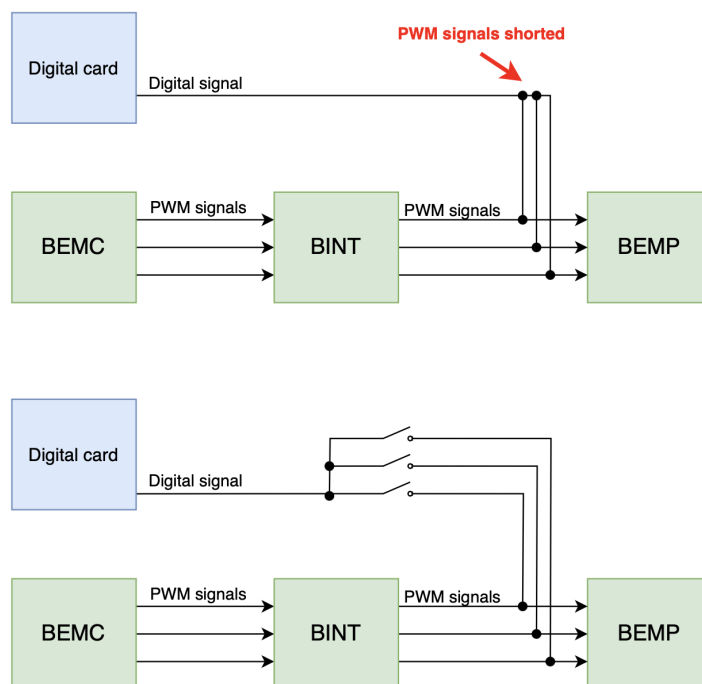 PWM signals shorted
Digital card
Digital signal
PWM signals
PWM signals
BEMC
BINT
BEMP
Digital card
Digital signal
PWM signals
PWM signals
BEMC
BINT
BEMP